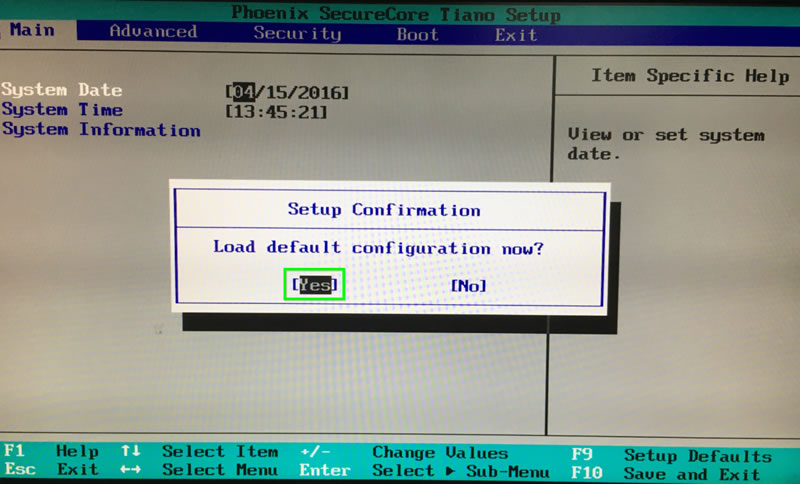 Phoenix SecureCore Tiano Setup
Main Advanced Security Boot Exit
System Date [04/15/2016]
System Time [13:45:21]
System Information
Item Specific Help
View or set system
date.
Setup Confirmation
Load default configuration now?
[Yes] [No]
F1 Help ↑↓ Select Item +/- Change Values F9 Setup Defaults
Esc Exit ↔ Select Menu Enter Select ▶ Sub-Menu F10 Save and Exit